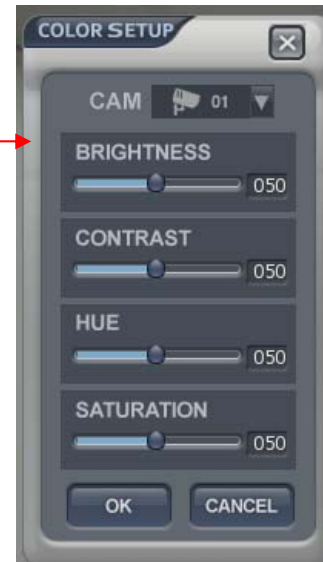 COLOR SETUP
CAM 01
BRIGHTNESS
050
CONTRAST
050
HUE
050
SATURATION
050
OK CANCEL